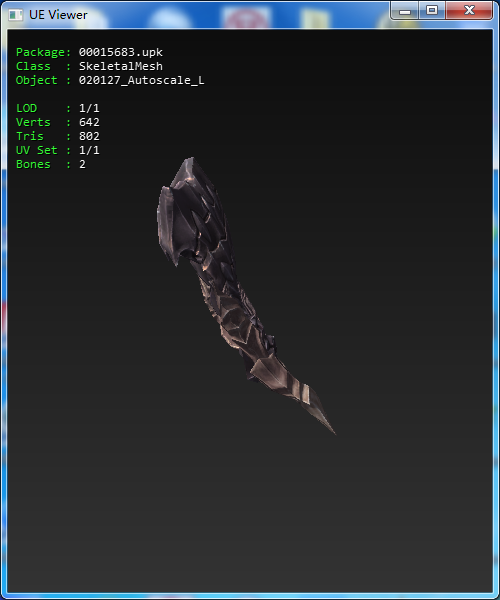 UE Viewer
Package: 00015683.upk
Class : SkeletalMesh
Object : 020127_Autoscale_L
LOD : 1/1
Verts : 642
Tris : 802
UV Set : 1/1
Bones : 2